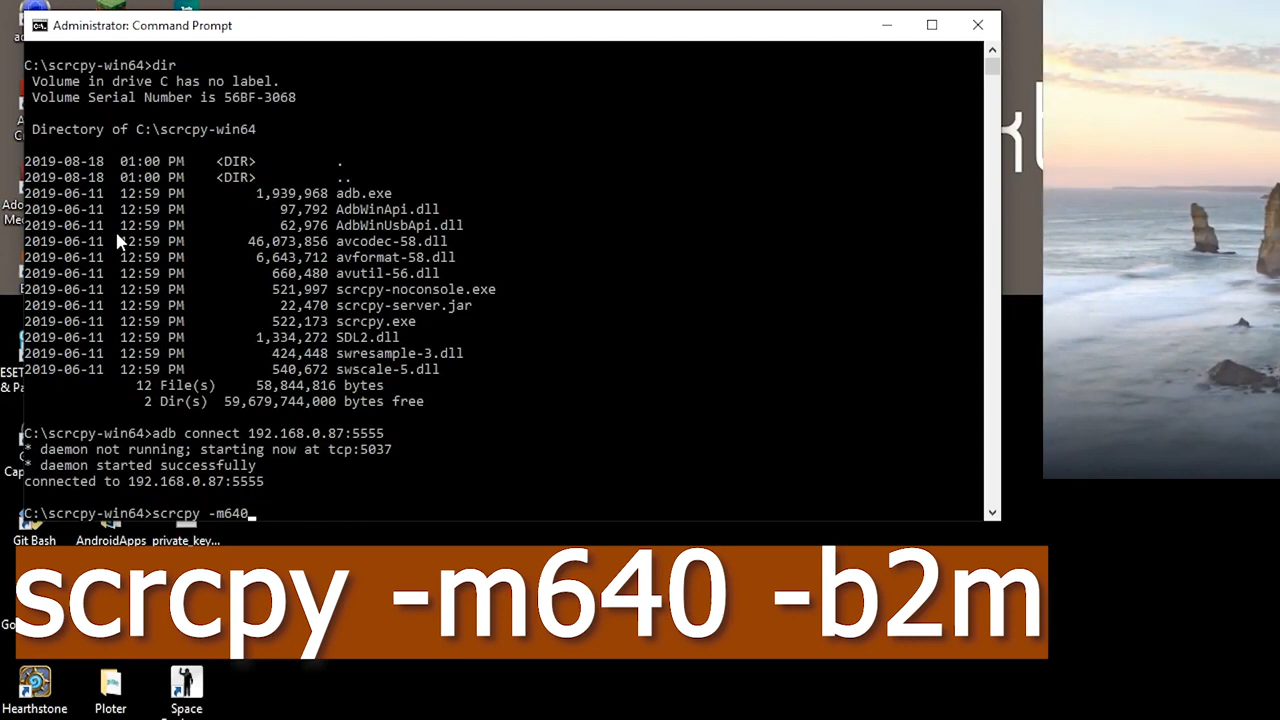 Administrator: Command Prompt
C:\scrcpy-win64>dir
Volume in drive C has no label.
Volume Serial Number is 56BF-3068
Directory of C:\scrcpy-win64
2019-08-18 01:00 PM <DIR> .
2019-08-18 01:00 PM <DIR> ..
2019-06-11 12:59 PM 1,939,968 adb.exe
2019-06-11 12:59 PM 97,792 AdbWinApi.dll
2019-06-11 12:59 PM 62,976 AdbWinUsbApi.dll
2019-06-11 12:59 PM 46,073,856 avcodec-58.dll
2019-06-11 12:59 PM 6,643,712 avformat-58.dll
2019-06-11 12:59 PM 660,480 avutil-56.dll
2019-06-11 12:59 PM 521,997 scrcpy-noconsole.exe
2019-06-11 12:59 PM 22,470 scrcpy-server.jar
2019-06-11 12:59 PM 522,173 scrcpy.exe
2019-06-11 12:59 PM 1,334,272 SDL2.dll
2019-06-11 12:59 PM 424,448 swresample-3.dll
2019-06-11 12:59 PM 540,672 swscale-5.dll
12 File(s) 58,844,816 bytes
2 Dir(s) 59,679,744,000 bytes free
C:\scrcpy-win64>adb connect 192.168.0.87:5555
* daemon not running; starting now at tcp:5037
* daemon started successfully
connected to 192.168.0.87:5555
C:\scrcpy-win64>scrcpy -m640
Git Bash AndroidApps private_key...
scrcpy -m640 -b2m
Hearthstone Ploter Space